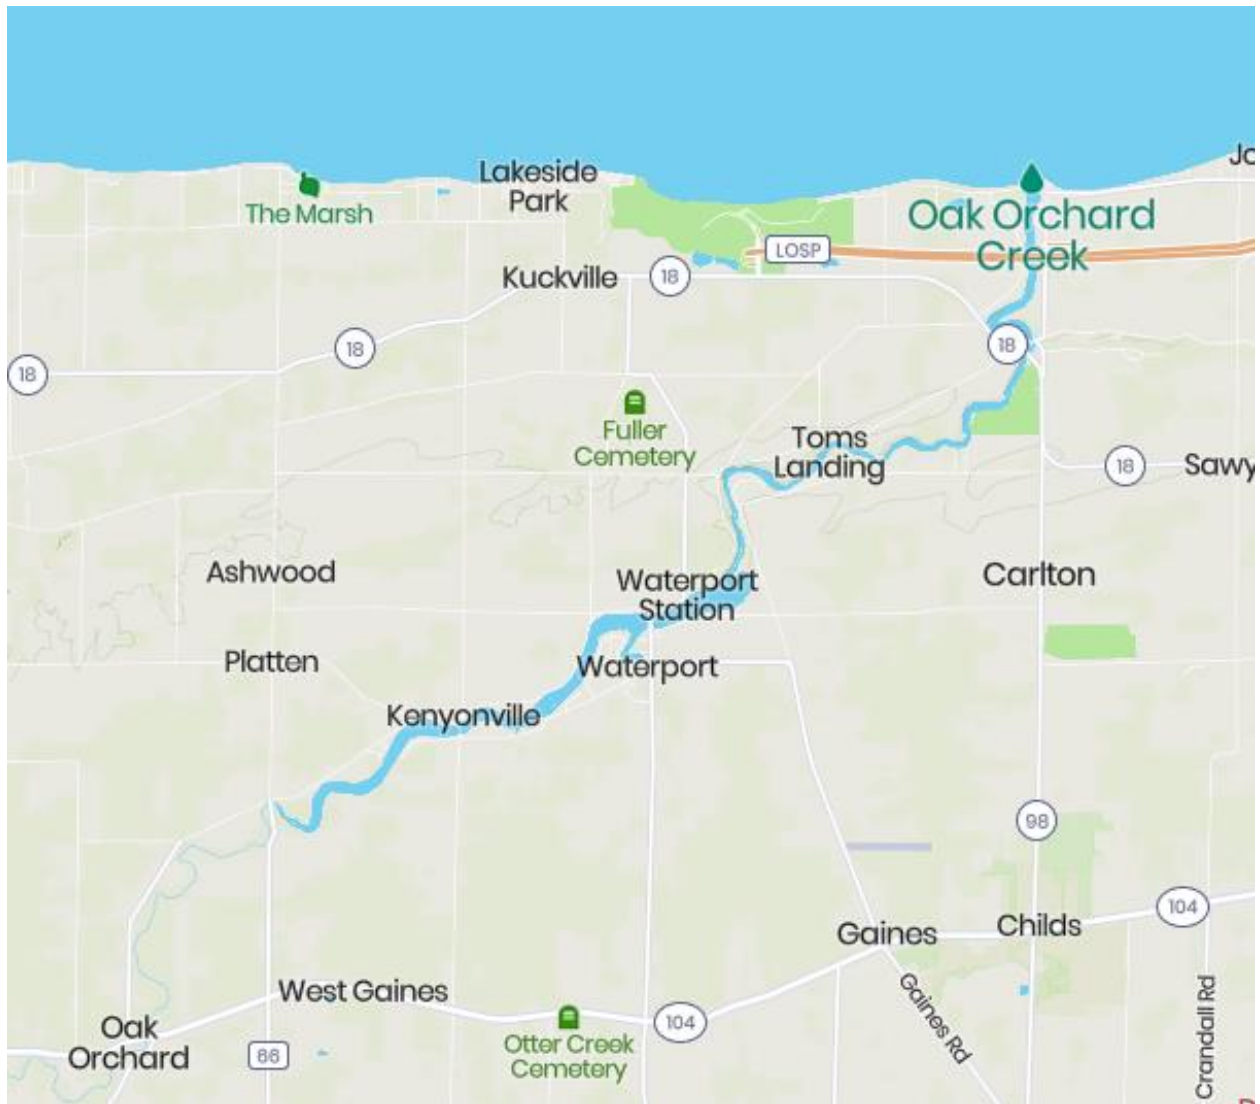 Jo
Lakeside
Park
The Marsh
Oak Orchard
Creek
LOSP
Kuckville
18
18
18
18
Fuller
Cemetery
Toms
Landing
18
Sawy
Ashwood
Waterport
Station
Carlton
Platten
Waterport
Kenyonville
98
104
Gaines
Childs
West Gaines
Gaines Rd
Crandall Rd
104
Oak
Orchard
66
Otter Creek
Cemetery